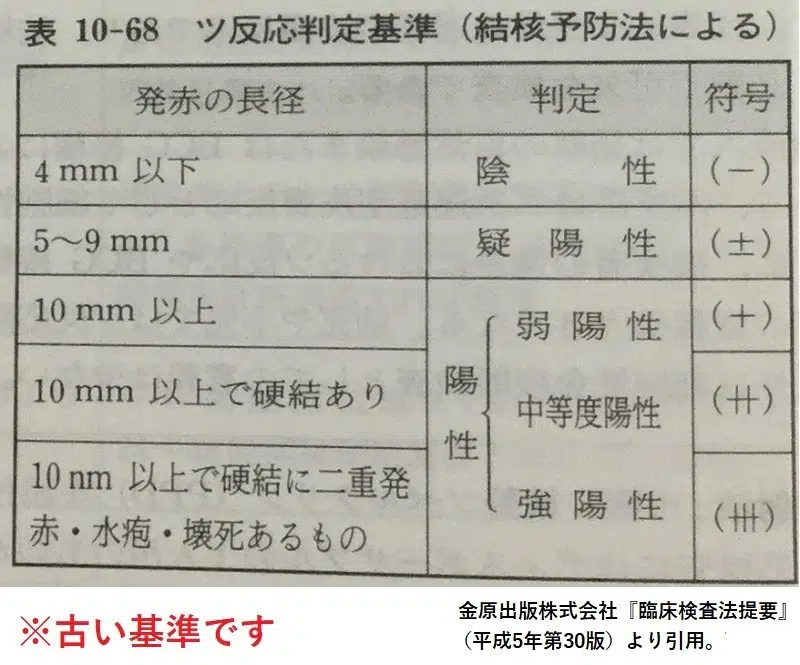 表 10-68 ツ反応判定基準（結核予防法による）
発赤の長径 判定 符号
4 mm 以下 陰性 (−)
5〜9 mm 疑陽性 (±)
10 mm 以上 弱陽性 (＋)
陽性
10 mm 以上で硬結あり 中等度陽性 (卄)
10 nm 以上で硬結に二重発
赤・水疱・壊死あるもの 強陽性 (卅)
※古い基準です
金原出版株式会社『臨床検査法提要』
（平成5年第30版）より引用。